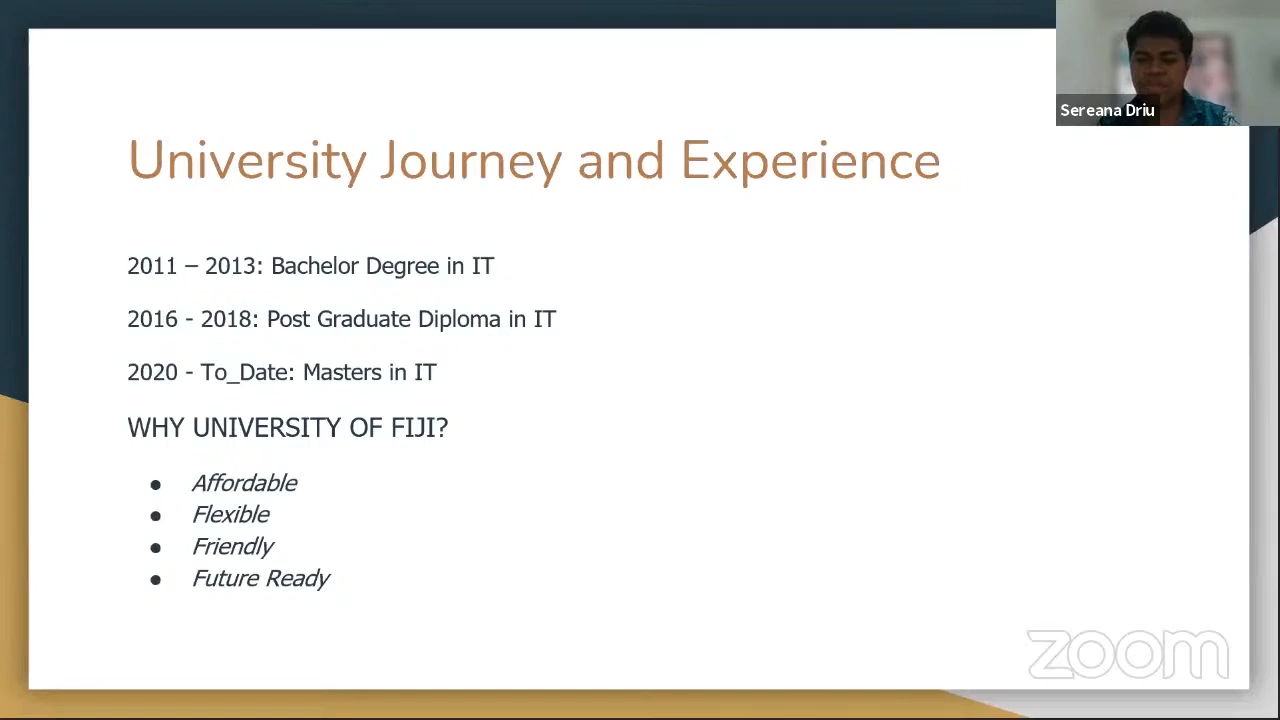 Sereana Driu
University Journey and Experience
2011 – 2013: Bachelor Degree in IT
2016 - 2018: Post Graduate Diploma in IT
2020 - To_Date: Masters in IT
WHY UNIVERSITY OF FIJI?
● Affordable
● Flexible
● Friendly
● Future Ready
zoom